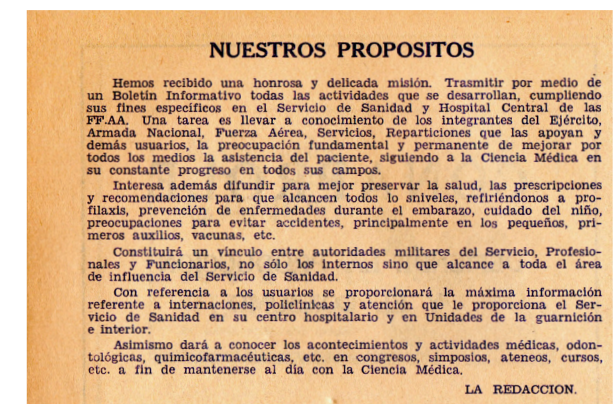 NUESTROS PROPOSITOS
Hemos recibido una honrosa y delicada misión. Trasmitir por medio de
un Boletín Informativo todas las actividades que se desarrollan, cumpliendo
sus fines específicos en el Servicio de Sanidad y Hospital Central de las
FF.AA. Una tarea es llevar a conocimiento de los integrantes del Ejército,
Armada Nacional, Fuerza Aérea, Servicios, Reparticiones que las apoyan y
demás usuarios, la preocupación fundamental y permanente de mejorar por
todos los medios la asistencia del paciente, siguiendo a la Ciencia Médica en
su constante progreso en todos sus campos.
Interesa además difundir para mejor preservar la salud, las prescripciones
y recomendaciones para que alcancen todos lo sniveles, refiriéndonos a pro-
filaxis, prevención de enfermedades durante el embarazo, cuidado del niño,
preocupaciones para evitar accidentes, principalmente en los pequeños, pri-
meros auxilios, vacunas, etc.
Constituirá un vínculo entre autoridades militares del Servicio, Profesio-
nales y Funcionarios, no sólo los internos sino que alcance a toda el área
de influencia del Servicio de Sanidad.
Con referencia a los usuarios se proporcionará la máxima información
referente a internaciones, policlínicas y atención que le proporciona el Ser-
vicio de Sanidad en su centro hospitalario y en Unidades de la guarnición
e interior.
Asimismo dará a conocer los acontecimientos y actividades médicas, odon-
tológicas, quimicofarmacéuticas, etc. en congresos, simposios, ateneos, cursos,
etc. a fin de mantenerse al día con la Ciencia Médica.
LA REDACCION.